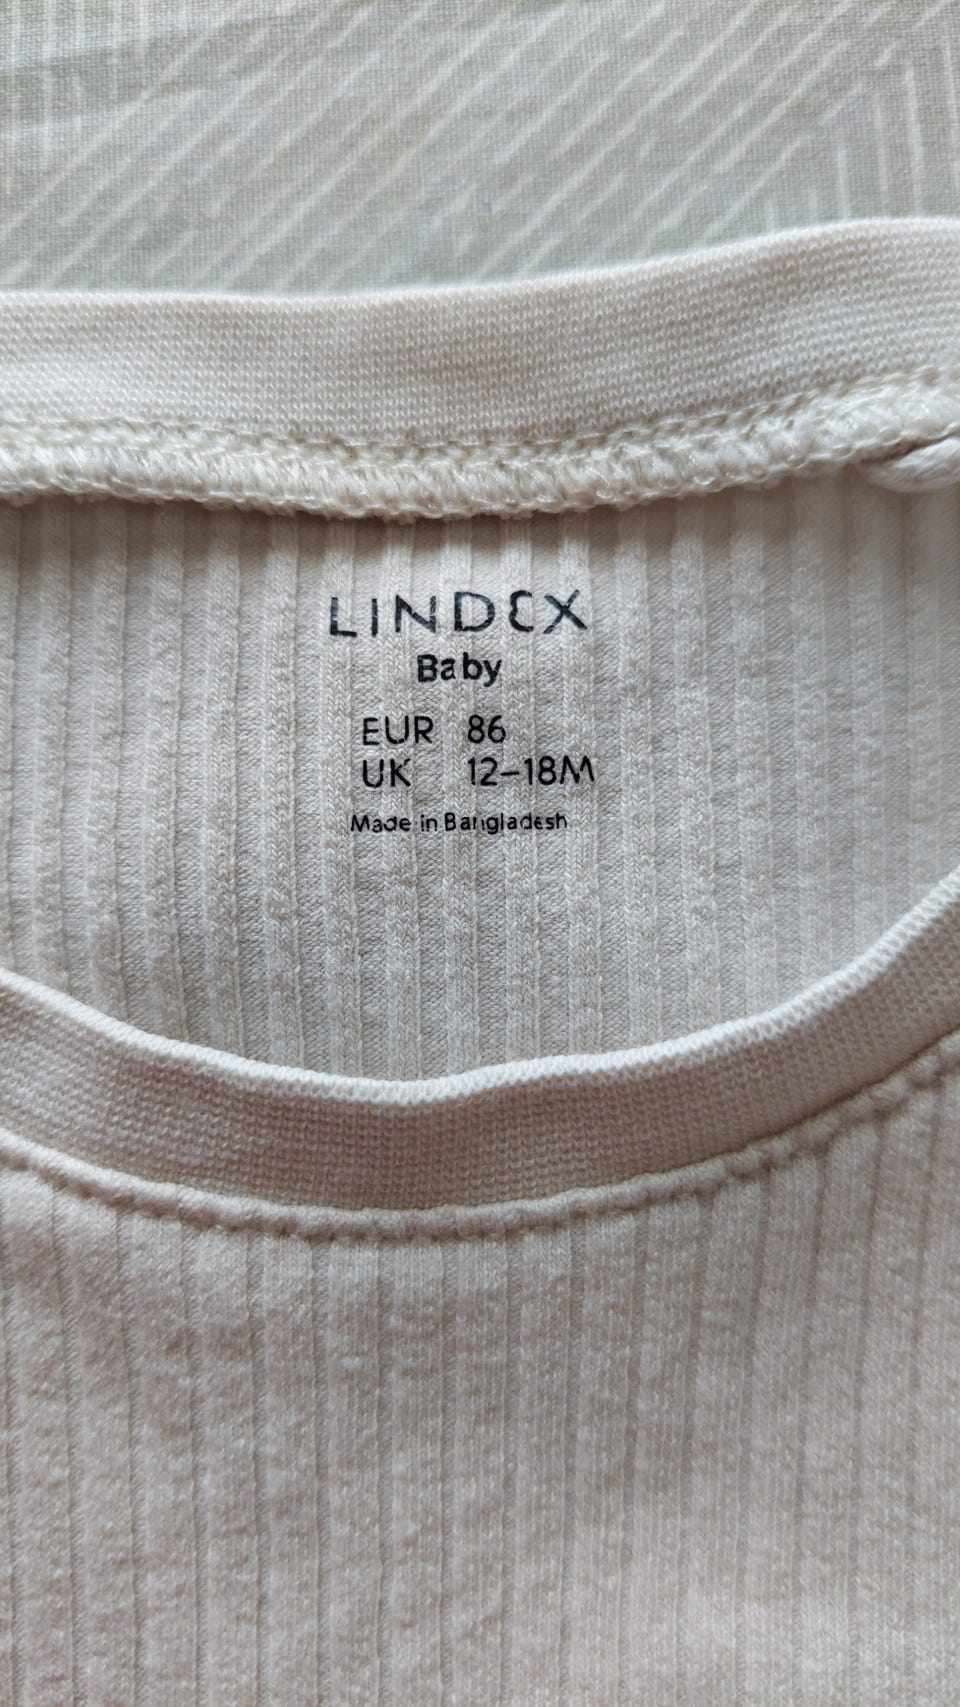 LINDEX
Baby
EUR 86
UK 12-18M
Made in Bangladesh